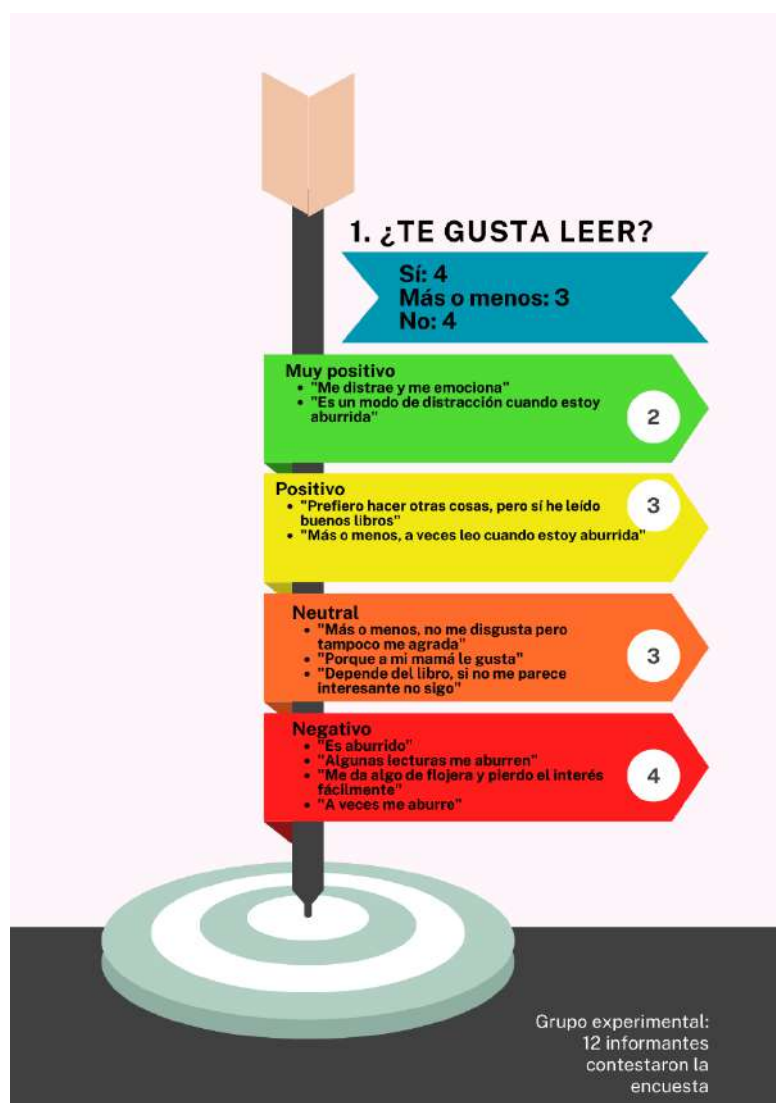 1. ¿TE GUSTA LEER?
Sí: 4
Más o menos: 3
No: 4
Muy positivo
• "Me distrae y me emociona"
• "Es un modo de distracción cuando estoy
aburrida"
2
Positivo
• "Prefiero hacer otras cosas, pero sí he leído
buenos libros"
• "Más o menos, a veces leo cuando estoy aburrida"
3
Neutral
• "Más o menos, no me disgusta pero
tampoco me agrada"
• "Porque a mi mamá le gusta"
• "Depende del libro, si no me parece
interesante no sigo"
3
Negativo
• "Es aburrido"
• "Algunas lecturas me aburren"
• "Me da algo de flojera y pierdo el interés
fácilmente"
• "A veces me aburre"
4
Grupo experimental:
12 informantes
contestaron la
encuesta